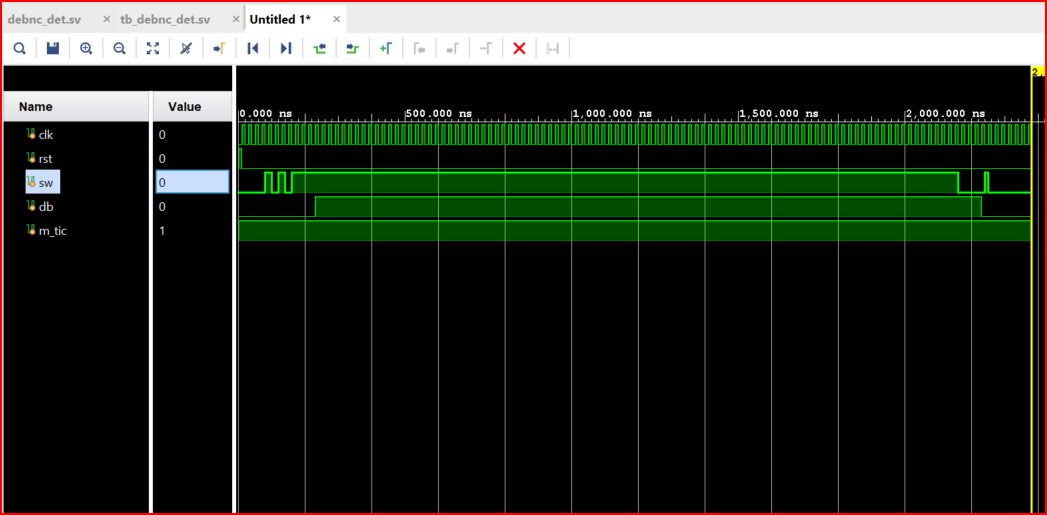 debnc_det.sv × tb_debnc_det.sv × Untitled 1* ×
2,
Name Value
0.000 ns 500.000 ns 1,000.000 ns 1,500.000 ns 2,000.000 ns
clk 0
rst 0
sw 0
db 0
m_tic 1